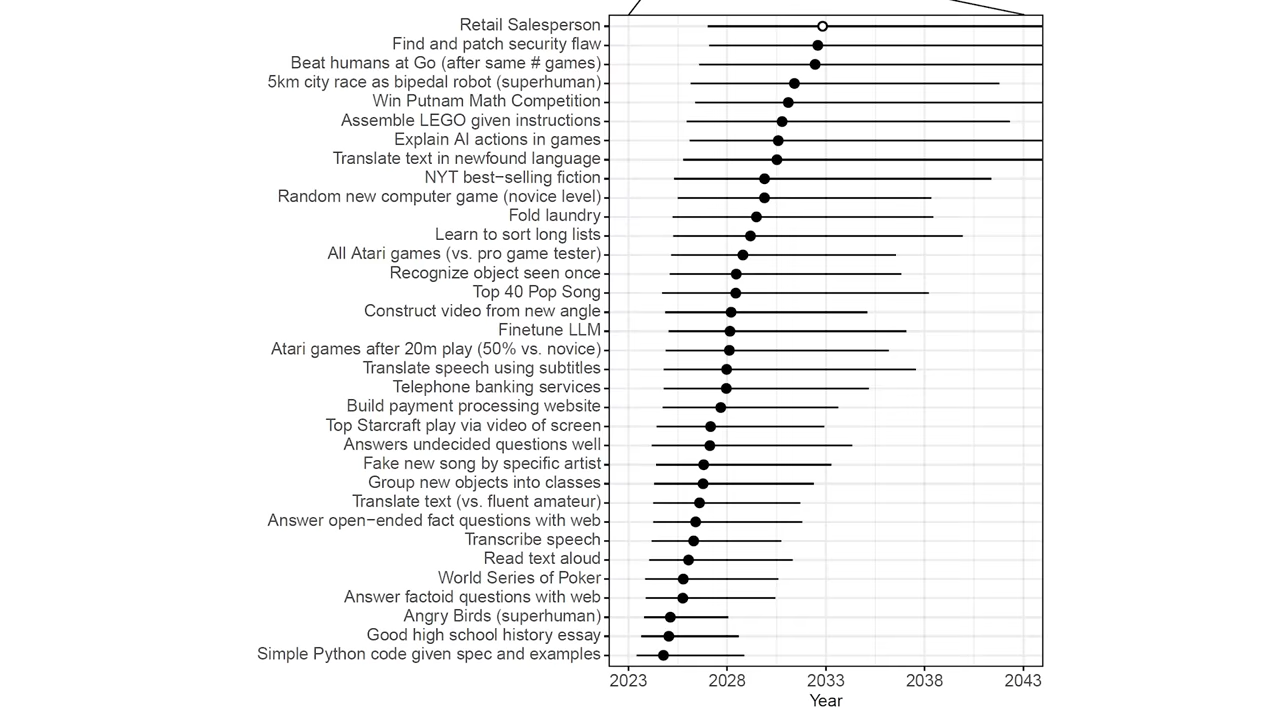 Retail Salesperson
Find and patch security flaw
Beat humans at Go (after same # games)
5km city race as bipedal robot (superhuman)
Win Putnam Math Competition
Assemble LEGO given instructions
Explain AI actions in games
Translate text in newfound language
NYT best−selling fiction
Random new computer game (novice level)
Fold laundry
Learn to sort long lists
All Atari games (vs. pro game tester)
Recognize object seen once
Top 40 Pop Song
Construct video from new angle
Finetune LLM
Atari games after 20m play (50% vs. novice)
Translate speech using subtitles
Telephone banking services
Build payment processing website
Top Starcraft play via video of screen
Answers undecided questions well
Fake new song by specific artist
Group new objects into classes
Translate text (vs. fluent amateur)
Answer open−ended fact questions with web
Transcribe speech
Read text aloud
World Series of Poker
Answer factoid questions with web
Angry Birds (superhuman)
Good high school history essay
Simple Python code given spec and examples
2023 2028 2033 2038 2043
Year